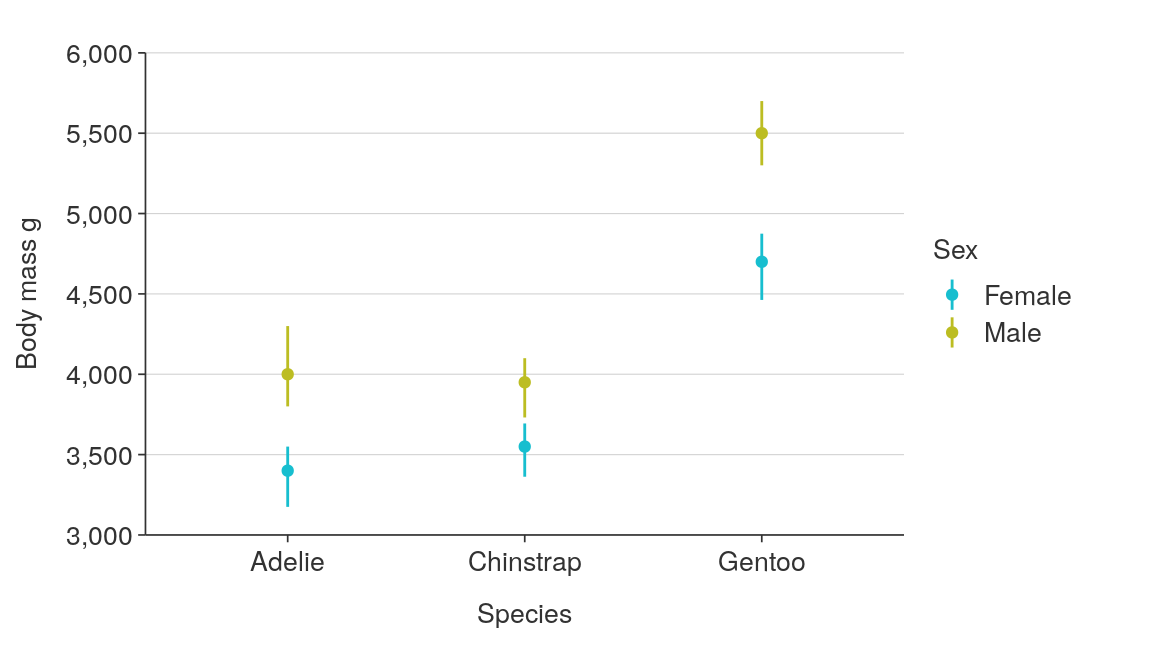 6,000
5,500
5,000
4,500
4,000
3,500
3,000
Body mass g
Adelie
Chinstrap
Gentoo
Species
Sex
Female
Male